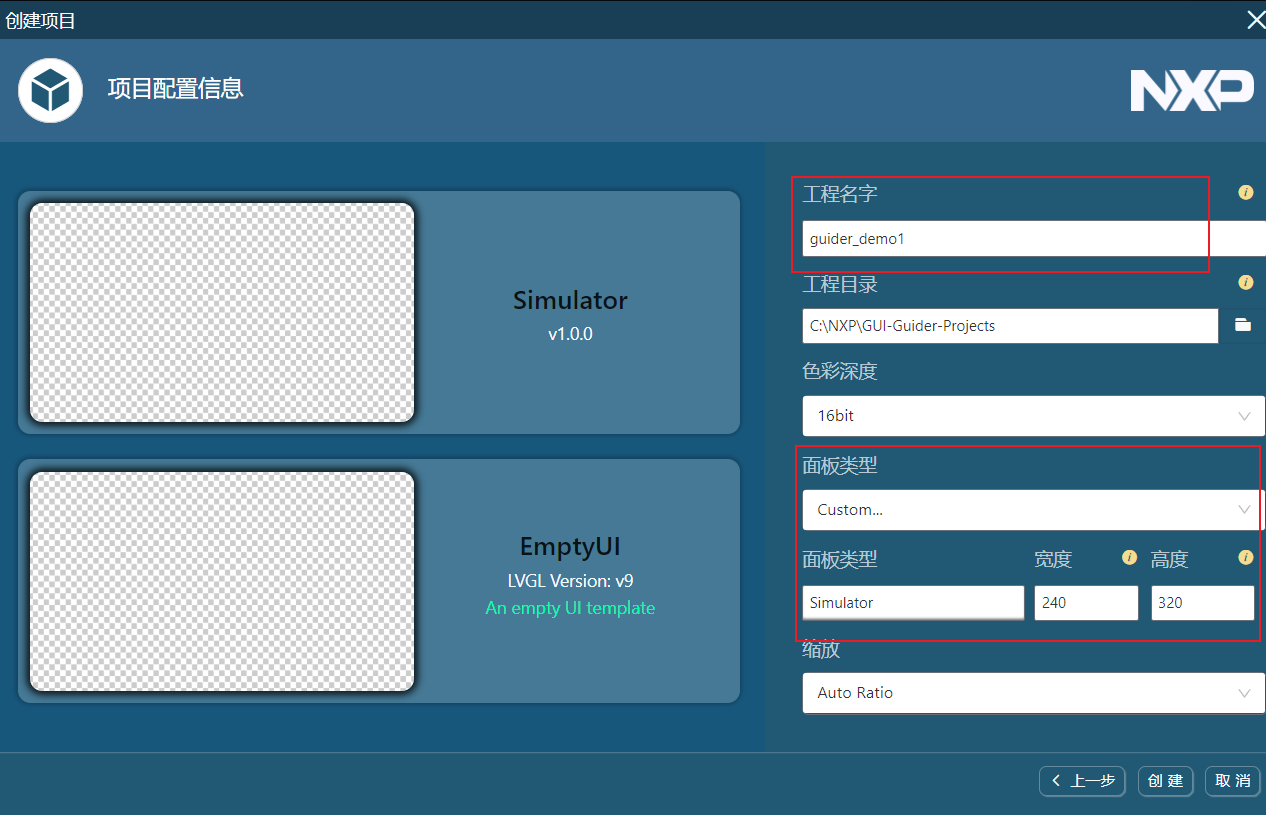 创建项目
项目配置信息
NXP
Simulator
v1.0.0
EmptyUI
LVGL Version: v9
An empty UI template
工程名字
guider_demo1
工程目录
C:\NXP\GUI-Guider-Projects
色彩深度
16bit
面板类型
Custom...
面板类型 宽度 高度
Simulator 240 320
缩放
Auto Ratio
上一步 创建 取消